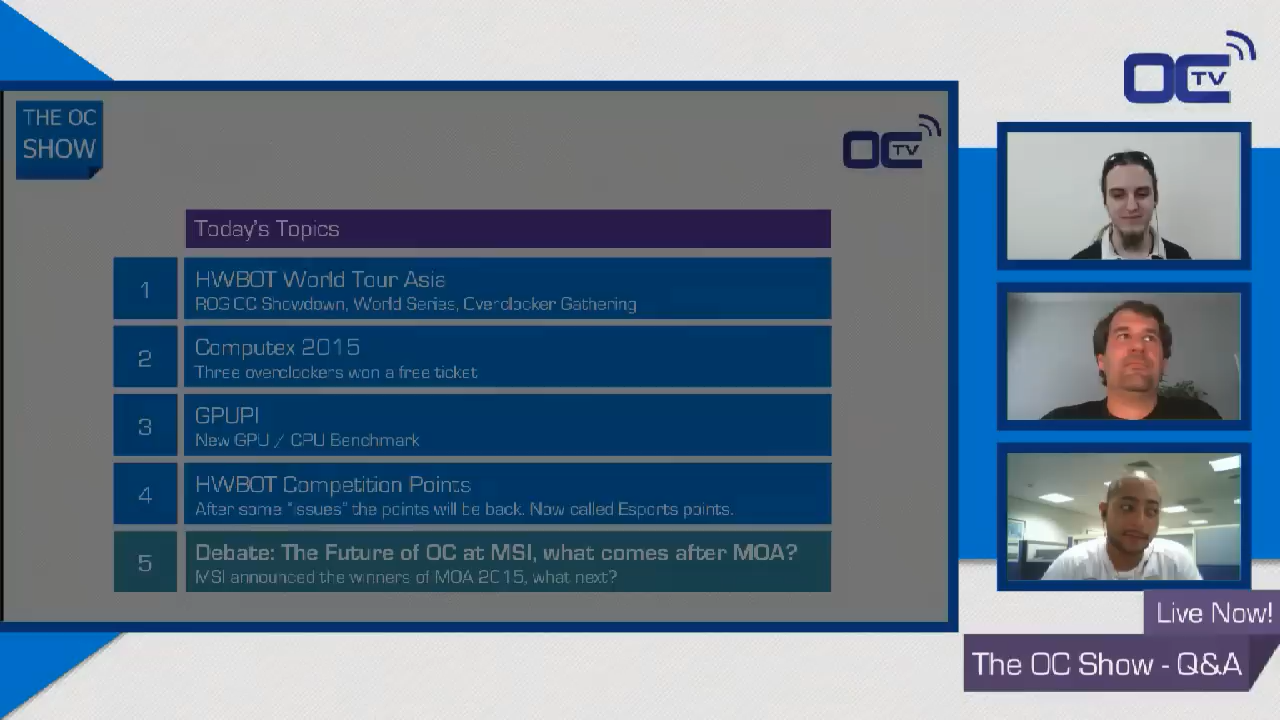 OC TV
THE OC
SHOW
OC TV
Today's Topics
1
HWBOT World Tour Asia
ROG OC Showdown, World Series, Overclocker Gathering
2
Computex 2015
Three overclockers won a free ticket
3
GPUPI
New GPU / CPU Benchmark
4
HWBOT Competition Points
After some "issues" the points will be back. Now called Esports points.
5
Debate: The Future of OC at MSI, what comes after MOA?
MSI announced the winners of MOA 2015, what next?
Live Now!
The OC Show - Q&A